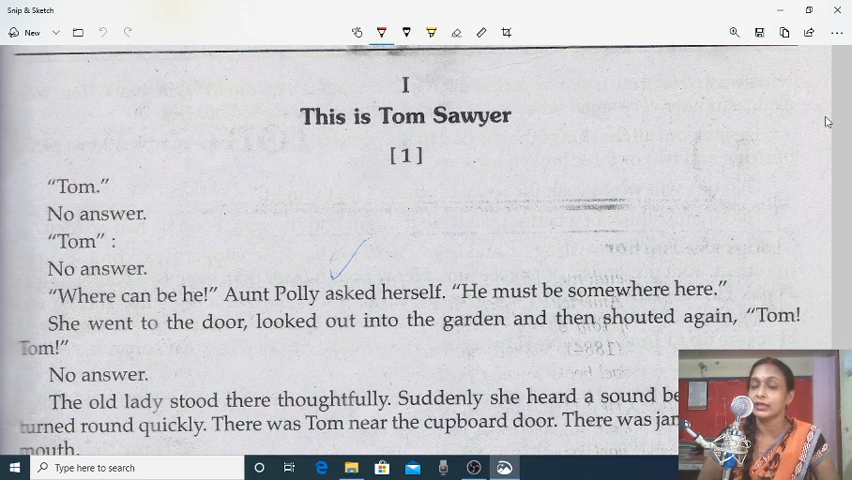 Snip & Sketch
New
I
This is Tom Sawyer
[ 1 ]
“Tom.”
No answer.
“Tom” :
No answer.
“Where can be he!” Aunt Polly asked herself. “He must be somewhere here.”
She went to the door, looked out into the garden and then shouted again, “Tom!
Tom!”
No answer.
The old lady stood there thoughtfully. Suddenly she heard a sound
turned round quickly. There was Tom near the cupboard door. There was
mouth.
Type here to search